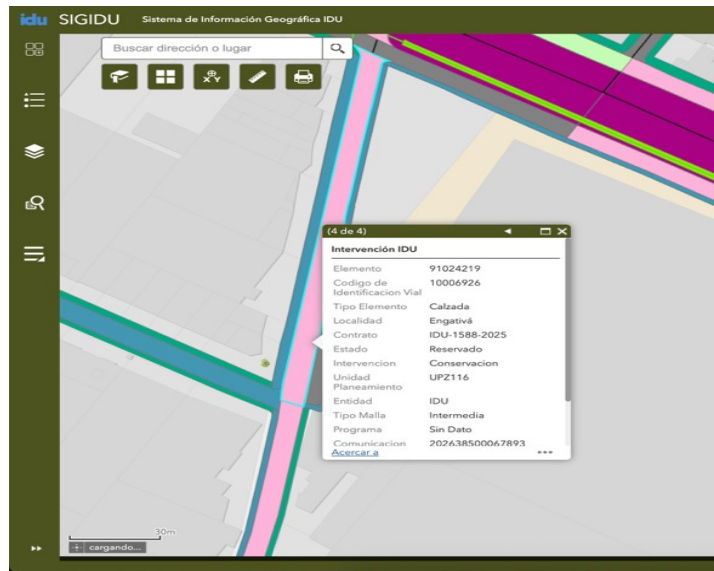 idu SIGIDU Sistema de Información Geográfica IDU
Buscar dirección o lugar
(4 de 4)
Intervención IDU
Elemento 91024219
Codigo de Identificacion Vial 10006926
Tipo Elemento Calzada
Localidad Engativá
Contrato IDU-1588-2025
Estado Reservado
Intervencion Conservacion
Unidad Planeamiento UPZ116
Entidad IDU
Tipo Malla Intermedia
Programa Sin Dato
Comunicacion 202638500067893
Acercar a
30m
cargando...